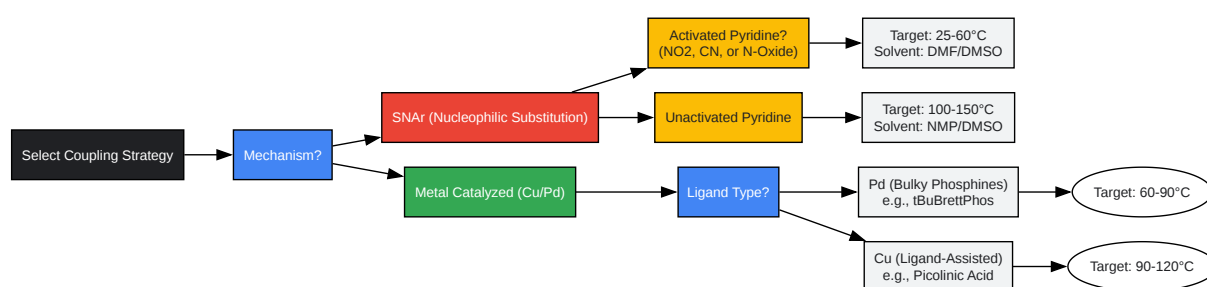 Select Coupling Strategy
Mechanism?
SNAr (Nucleophilic Substitution)
Activated Pyridine?
(NO2, CN, or N-Oxide)
Target: 25-60°C
Solvent: DMF/DMSO
Unactivated Pyridine
Target: 100-150°C
Solvent: NMP/DMSO
Metal Catalyzed (Cu/Pd)
Ligand Type?
Pd (Bulky Phosphines)
e.g., tBuBrettPhos
Target: 60-90°C
Cu (Ligand-Assisted)
e.g., Picolinic Acid
Target: 90-120°C